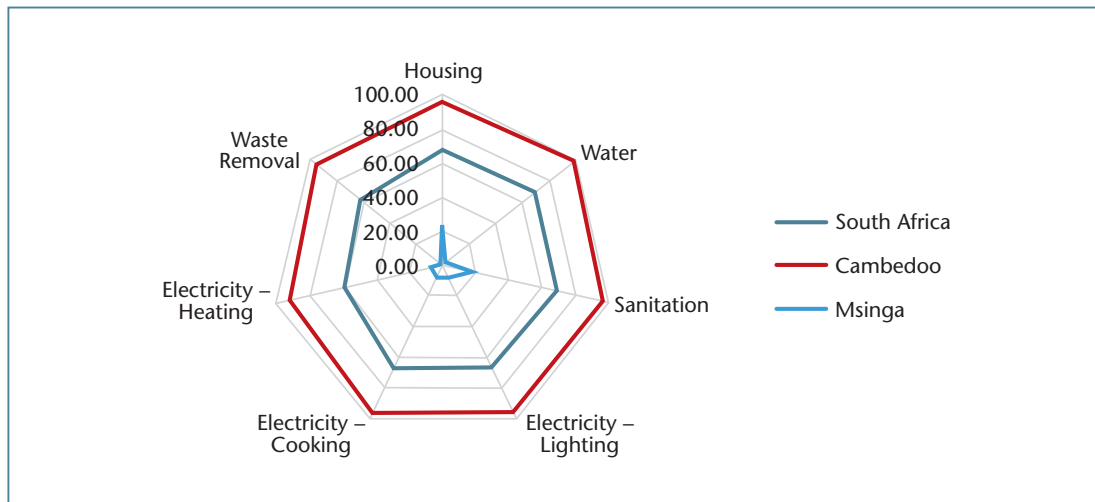 Housing
100.00
80.00
60.00
40.00
20.00
0.00
Waste
Removal
Water
Electricity –
Heating
Sanitation
Electricity –
Cooking
Electricity –
Lighting
South Africa
Cambedoo
Msinga